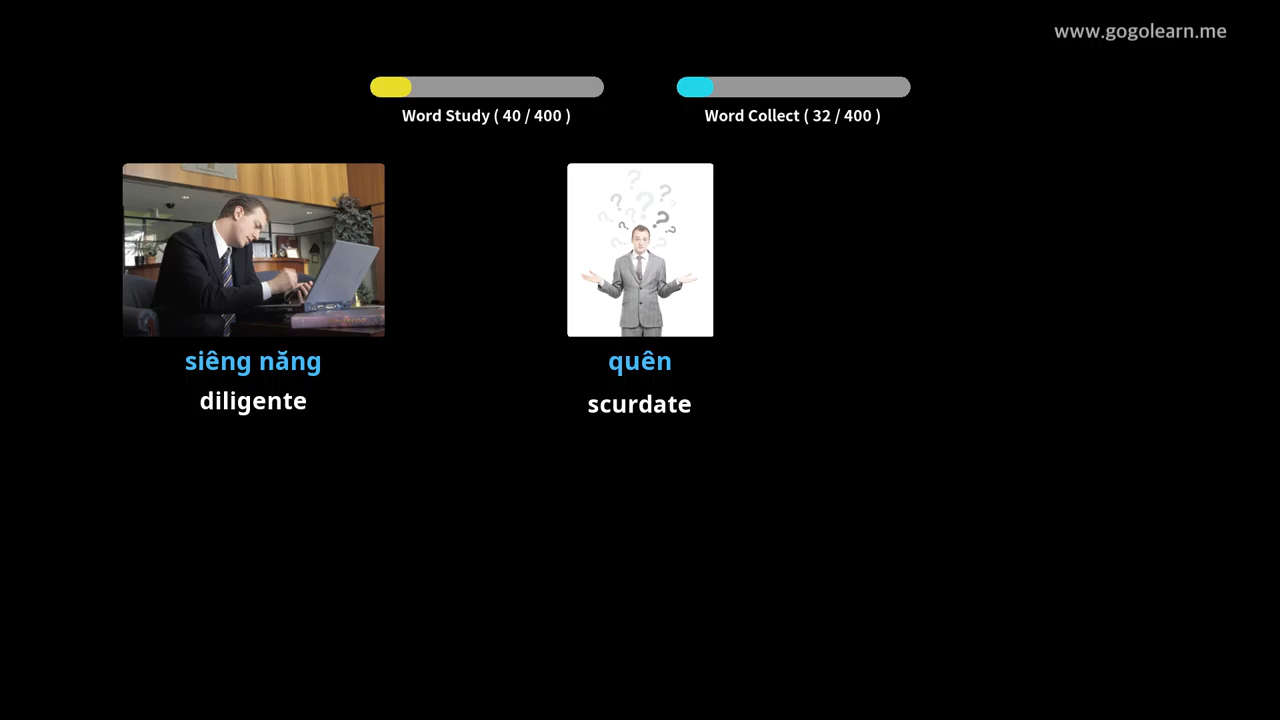 www.gogolearn.me
Word Study ( 40 / 400 )
Word Collect ( 32 / 400 )
siêng năng
diligente
quên
scurdate